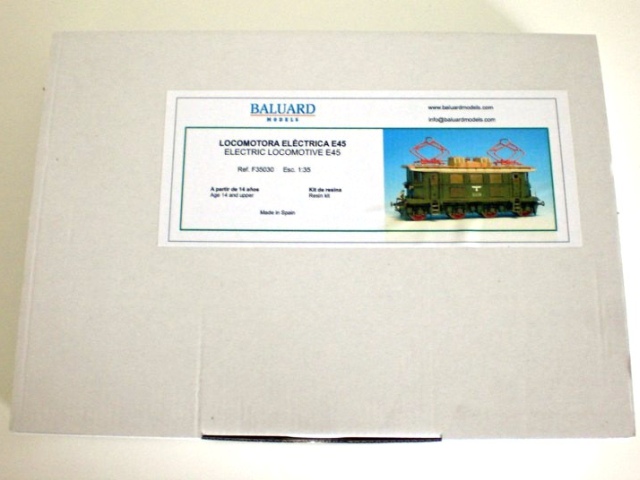 BALUARD
MODELS
www.baluardmodels.com
info@baluardmodels.com
LOCOMOTORA ELÉCTRICA E45
ELECTRIC LOCOMOTIVE E45
Ref. F35030 Esc. 1:35
A partir de 14 años
Age 14 and upper
Kit de resina
Resin kit
Made in Spain